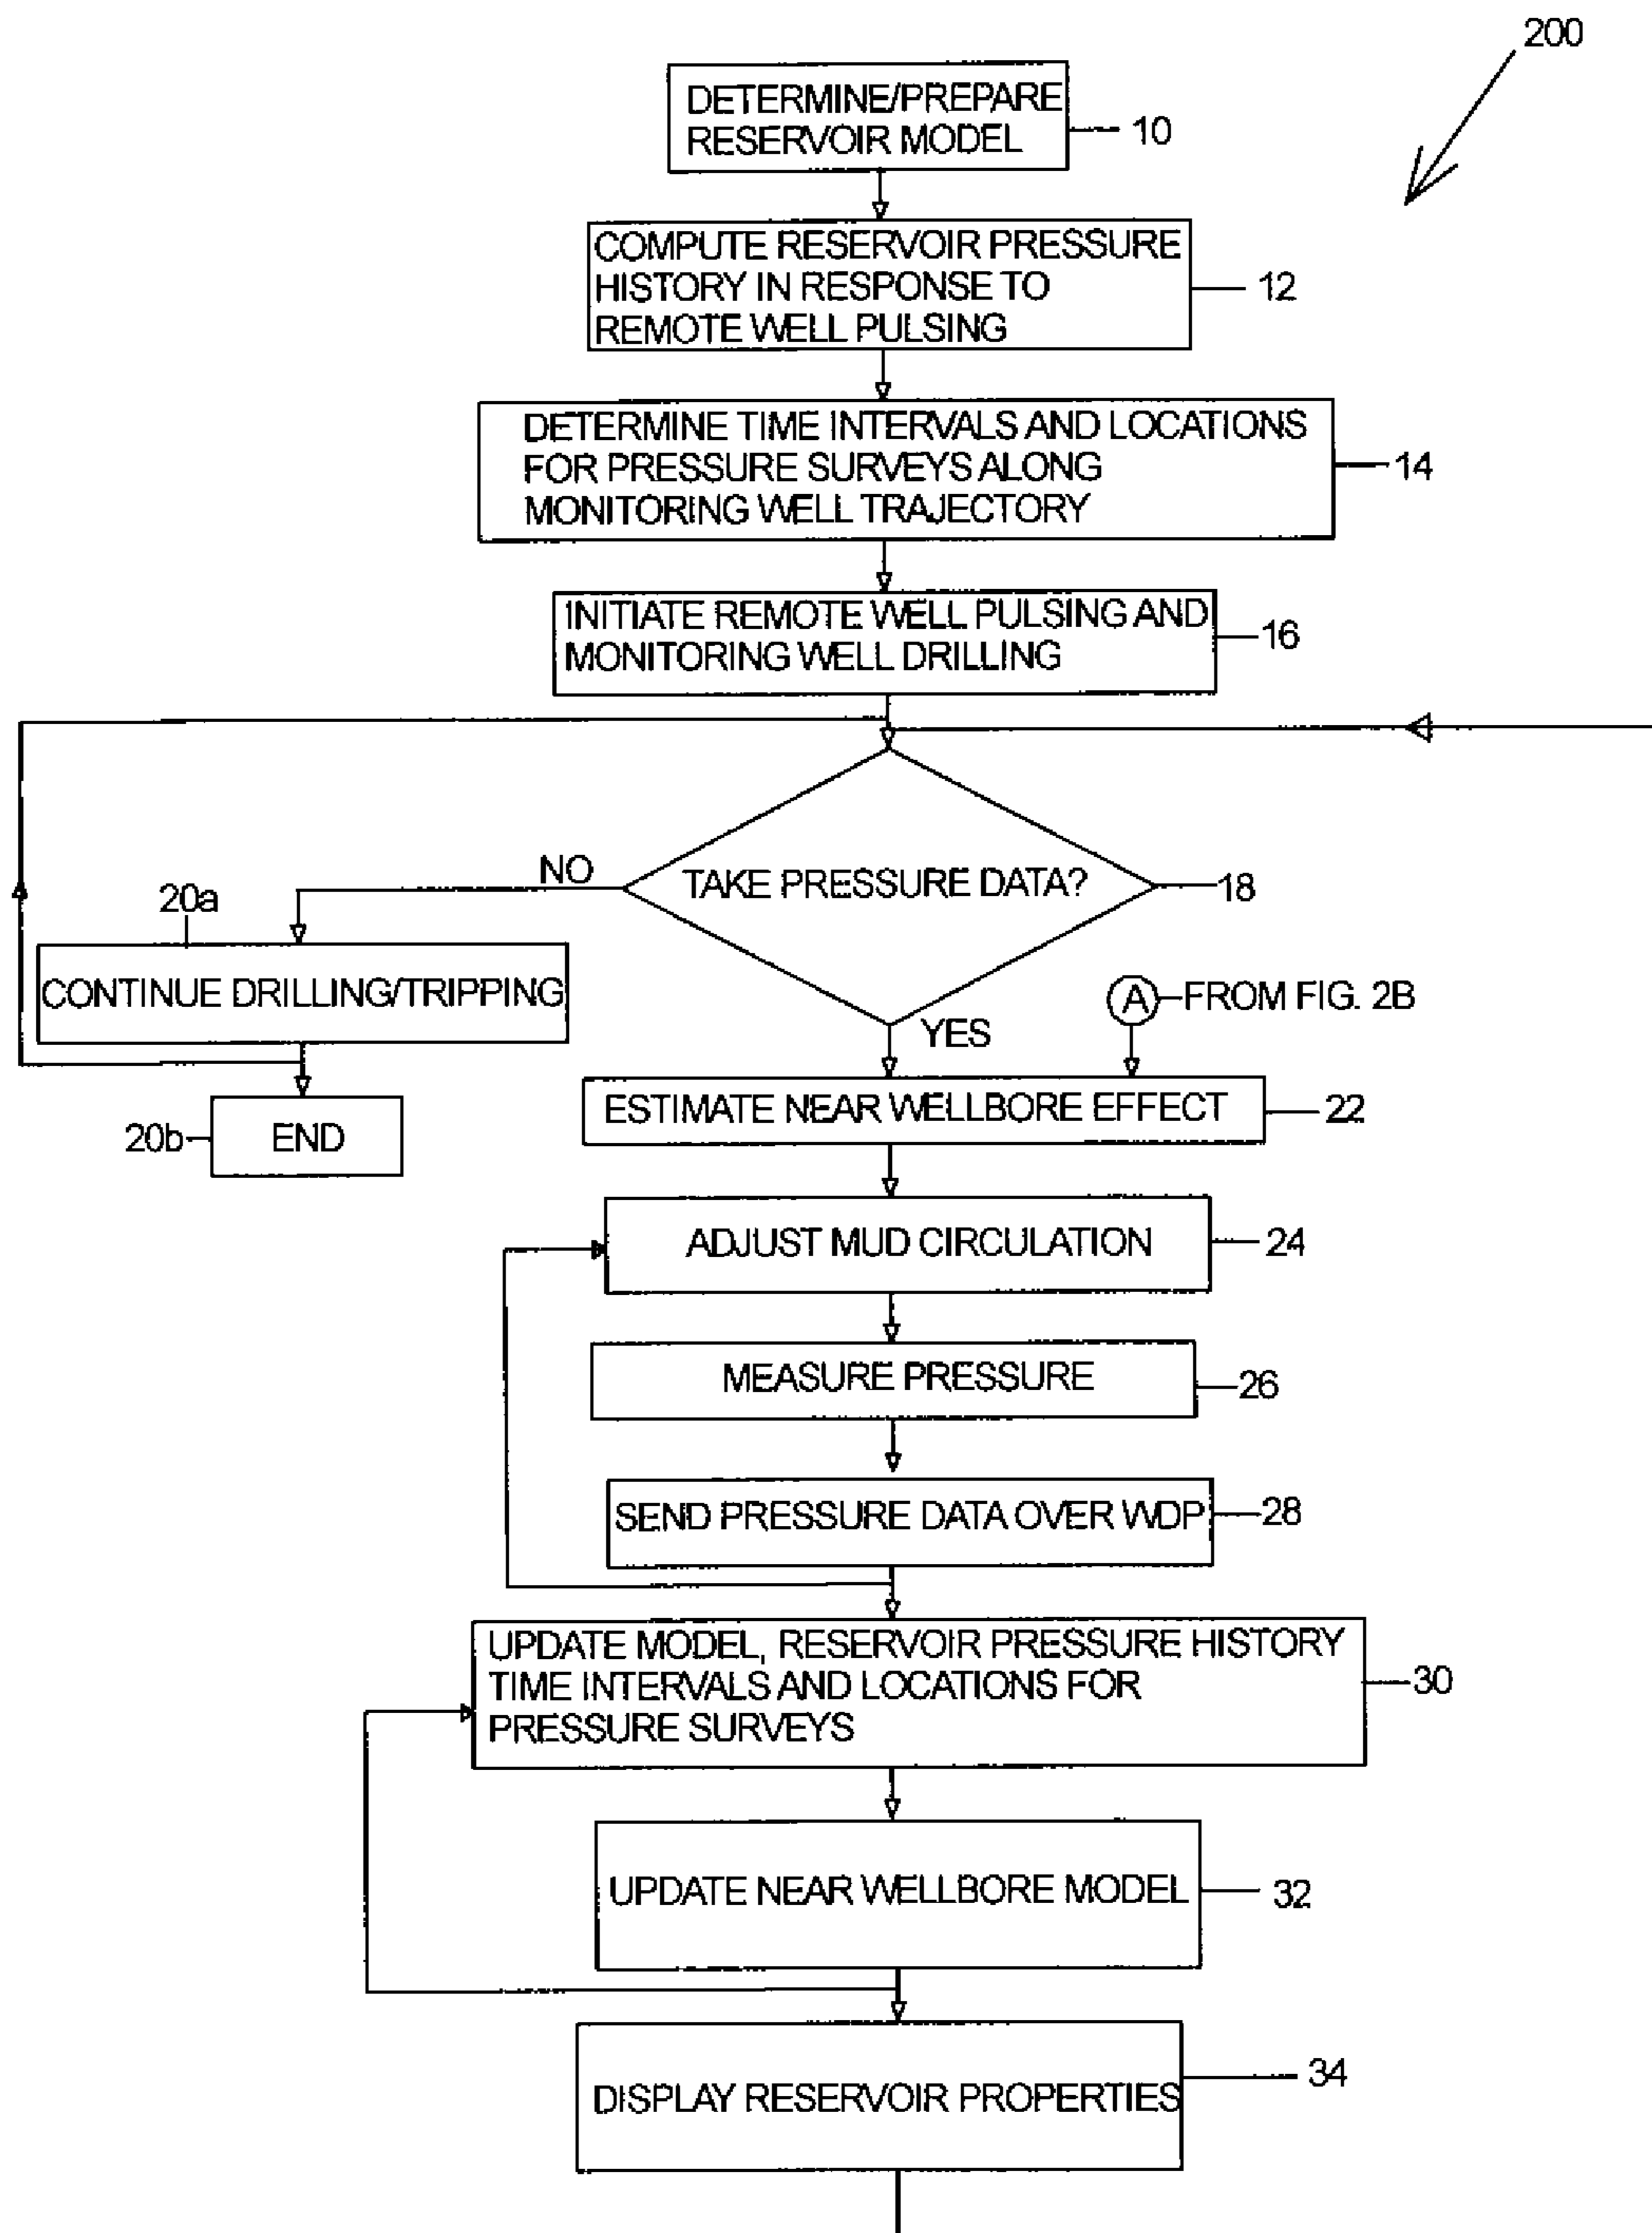 200
DETERMINE/PREPARE
RESERVOIR MODEL
10
COMPUTE RESERVOIR PRESSURE
HISTORY IN RESPONSE TO
REMOTE WELL PULSING
12
DETERMINE TIME INTERVALS AND LOCATIONS
FOR PRESSURE SURVEYS ALONG
MONITORING WELL TRAJECTORY
14
INITIATE REMOTE WELL PULSING AND
MONITORING WELL DRILLING
16
TAKE PRESSURE DATA?
18
NO
20a
CONTINUE DRILLING/TRIPPING
20b
END
YES
A
FROM FIG. 2B
ESTIMATE NEAR WELLBORE EFFECT
22
ADJUST MUD CIRCULATION
24
MEASURE PRESSURE
26
SEND PRESSURE DATA OVER WDP
28
UPDATE MODEL, RESERVOIR PRESSURE HISTORY
TIME INTERVALS AND LOCATIONS FOR
PRESSURE SURVEYS
30
UPDATE NEAR WELLBORE MODEL
32
DISPLAY RESERVOIR PROPERTIES
34